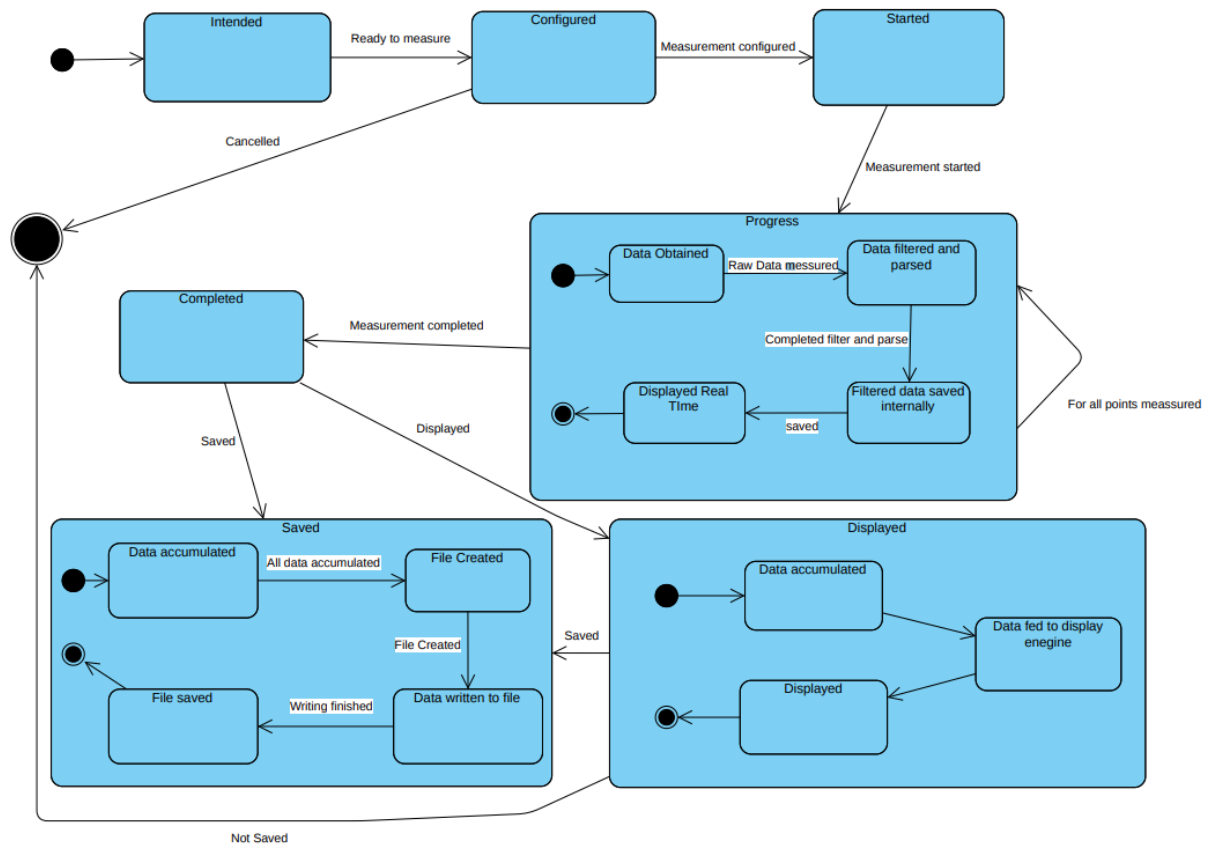 Intended
Configured
Started
Ready to measure
Measurement configured
Cancelled
Measurement started
Progress
Data Obtained
Raw Data messured
Data filtered and
parsed
Completed
Measurement completed
Completed filter and parse
Displayed Real
TIme
Filtered data saved
internally
saved
For all points meassured
Saved
Displayed
Saved
Data accumulated
All data accumulated
File Created
File Created
File saved
Writing finished
Data written to file
Saved
Displayed
Data accumulated
Data fed to display
enegine
Displayed
Not Saved